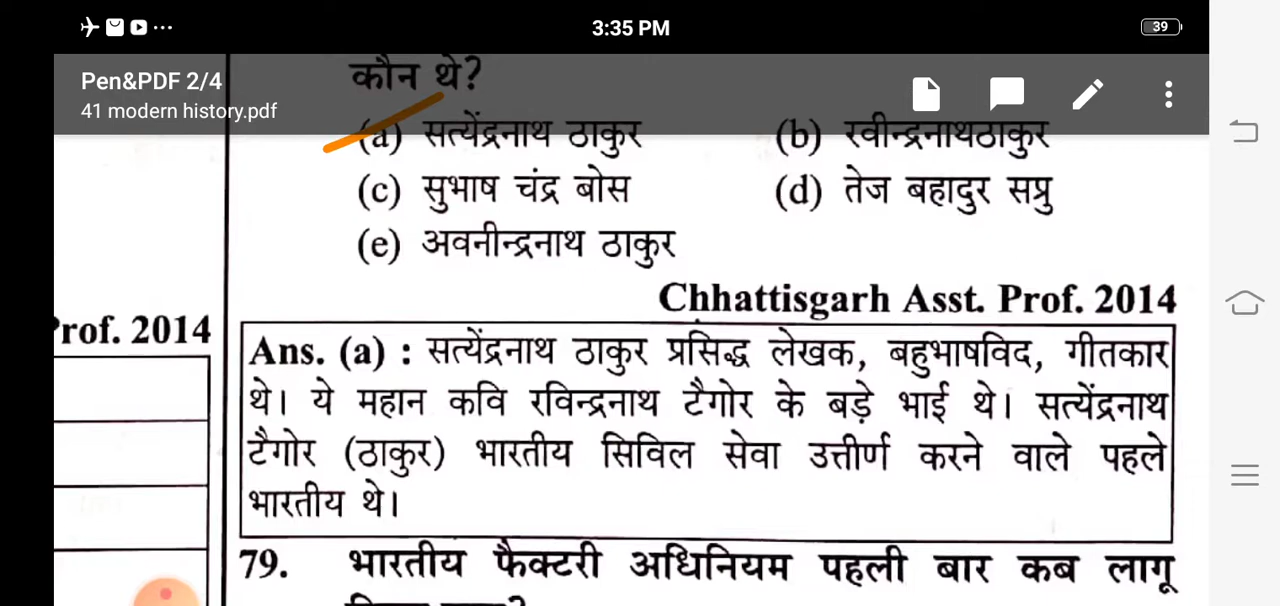 3:35 PM
39
Pen&PDF 2/4
41 modern history.pdf
कौन थे?
(a) सत्येंद्रनाथ ठाकुर (b) रवीन्द्रनाथठाकुर
(c) सुभाष चंद्र बोस (d) तेज बहादुर सप्रु
(e) अवनीन्द्रनाथ ठाकुर
Chhattisgarh Asst. Prof. 2014
Prof. 2014
Ans. (a) : सत्येंद्रनाथ ठाकुर प्रसिद्ध लेखक, बहुभाषविद, गीतकार
थे। ये महान कवि रविन्द्रनाथ टैगोर के बड़े भाई थे। सत्येंद्रनाथ
टैगोर (ठाकुर) भारतीय सिविल सेवा उत्तीर्ण करने वाले पहले
भारतीय थे।
79. भारतीय फैक्टरी अधिनियम पहली बार कब लागू